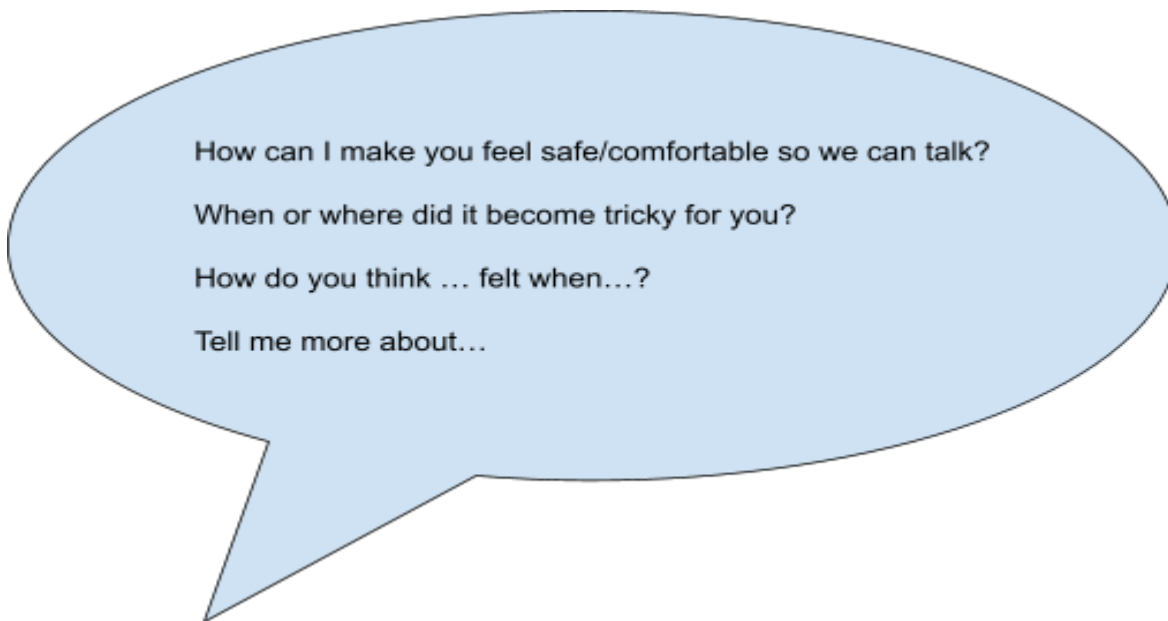 How can I make you feel safe/comfortable so we can talk?
When or where did it become tricky for you?
How do you think … felt when…?
Tell me more about…